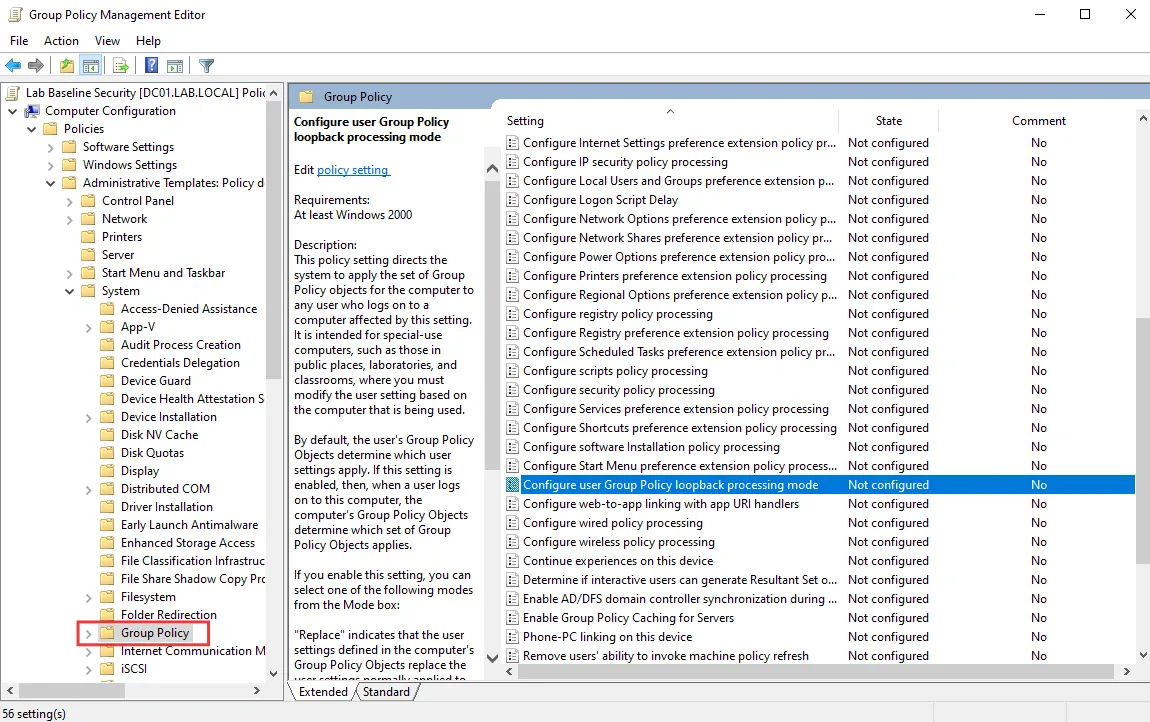 Group Policy Management Editor
File Action View Help
Lab Baseline Security [DC01.LAB.LOCAL] Polic
Computer Configuration
Policies
Software Settings
Windows Settings
Administrative Templates: Policy d
Control Panel
Network
Printers
Server
Start Menu and Taskbar
System
Access-Denied Assistance
App-V
Audit Process Creation
Credentials Delegation
Device Guard
Device Health Attestation S
Device Installation
Disk NV Cache
Disk Quotas
Display
Distributed COM
Driver Installation
Early Launch Antimalware
Enhanced Storage Access
File Classification Infrastruc
File Share Shadow Copy Pro
Filesystem
Folder Redirection
Group Policy
Internet Communication M
iSCSI
Group Policy
Configure user Group Policy
loopback processing mode
Edit policy setting
Requirements:
At least Windows 2000
Description:
This policy setting directs the
system to apply the set of Group
Policy objects for the computer to
any user who logs on to a
computer affected by this setting.
It is intended for special-use
computers, such as those in
public places, laboratories, and
classrooms, where you must
modify the user setting based on
the computer that is being used.
By default, the user's Group Policy
Objects determine which user
settings apply. If this setting is
enabled, then, when a user logs
on to this computer, the
computer's Group Policy Objects
determine which set of Group
Policy Objects applies.
If you enable this setting, you can
select one of the following modes
from the Mode box:
"Replace" indicates that the user
settings defined in the computer's
Group Policy Objects replace the
user settings normally applied to
Setting State Comment
Configure Internet Settings preference extension policy pr... Not configured No
Configure IP security policy processing Not configured No
Configure Local Users and Groups preference extension p... Not configured No
Configure Logon Script Delay Not configured No
Configure Network Options preference extension policy p... Not configured No
Configure Network Shares preference extension policy pr... Not configured No
Configure Power Options preference extension policy pro... Not configured No
Configure Printers preference extension policy processing Not configured No
Configure Regional Options preference extension policy p... Not configured No
Configure registry policy processing Not configured No
Configure Registry preference extension policy processing Not configured No
Configure Scheduled Tasks preference extension policy pr... Not configured No
Configure scripts policy processing Not configured No
Configure security policy processing Not configured No
Configure Services preference extension policy processing Not configured No
Configure Shortcuts preference extension policy processing Not configured No
Configure software Installation policy processing Not configured No
Configure Start Menu preference extension policy process... Not configured No
Configure user Group Policy loopback processing mode Not configured No
Configure web-to-app linking with app URI handlers Not configured No
Configure wired policy processing Not configured No
Configure wireless policy processing Not configured No
Continue experiences on this device Not configured No
Determine if interactive users can generate Resultant Set o... Not configured No
Enable AD/DFS domain controller synchronization during ... Not configured No
Enable Group Policy Caching for Servers Not configured No
Phone-PC linking on this device Not configured No
Remove users' ability to invoke machine policy refresh Not configured No
Extended Standard
56 setting(s)